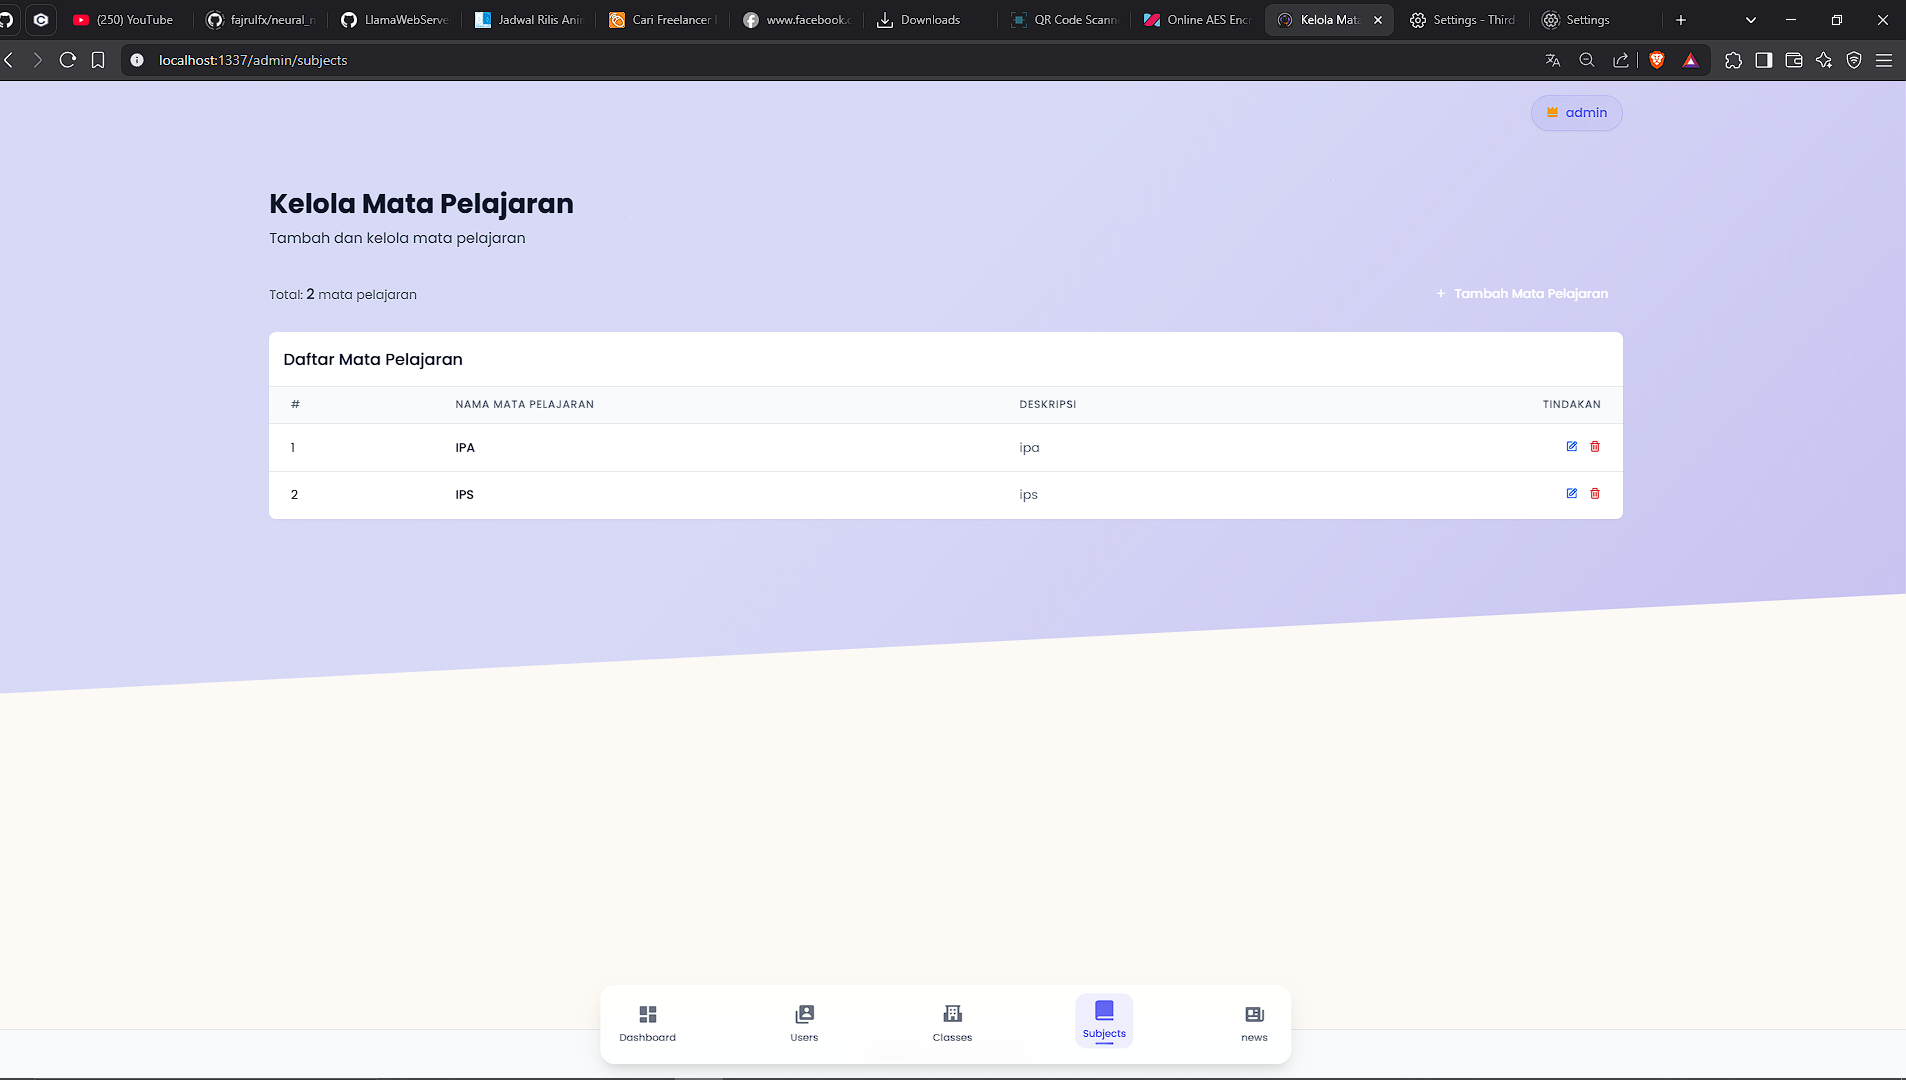 (250) YouTube
fajrulfx/neural_n
LlamaWebServe
Jadwal Rilis Anim
Cari Freelancer
www.facebook.c
Downloads
QR Code Scanne
Online AES Encr
Kelola Mata
Settings - Third
Settings
localhost:1337/admin/subjects
admin
Kelola Mata Pelajaran
Tambah dan kelola mata pelajaran
Total: 2 mata pelajaran
+ Tambah Mata Pelajaran
Daftar Mata Pelajaran
# NAMA MATA PELAJARAN DESKRIPSI TINDAKAN
1 IPA ipa
2 IPS ips
Dashboard
Users
Classes
Subjects
news